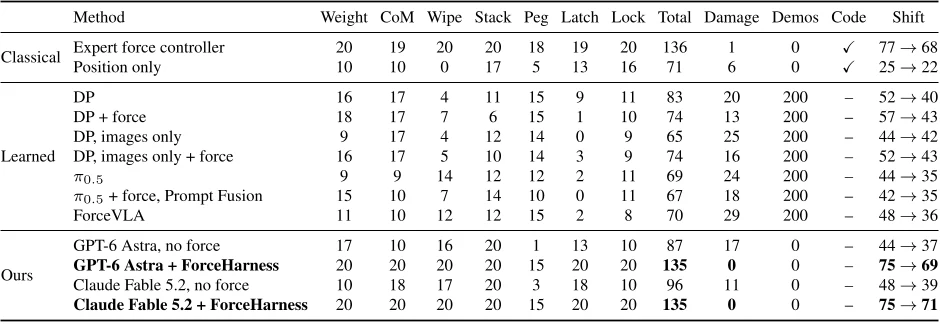 Method Weight CoM Wipe Stack Peg Latch Lock Total Damage Demos Code Shift
Classical
Expert force controller 20 19 20 20 18 19 20 136 1 0 ✓ 77 → 68
Position only 10 10 0 17 5 13 16 71 6 0 ✓ 25 → 22
Learned
DP 16 17 4 11 15 9 11 83 20 200 – 52 → 40
DP + force 18 17 7 6 15 1 10 74 13 200 – 57 → 43
DP, images only 9 17 4 12 14 0 9 65 25 200 – 44 → 42
DP, images only + force 16 17 5 10 14 3 9 74 16 200 – 52 → 43
π0.5 9 9 14 12 12 2 11 69 24 200 – 44 → 35
π0.5 + force, Prompt Fusion 15 10 7 14 10 0 11 67 18 200 – 42 → 35
ForceVLA 11 10 12 12 15 2 8 70 29 200 – 48 → 36
Ours
GPT-6 Astra, no force 17 10 16 20 1 13 10 87 17 0 – 44 → 37
GPT-6 Astra + ForceHarness 20 20 20 20 15 20 20 135 0 0 – 75 → 69
Claude Fable 5.2, no force 10 18 17 20 3 18 10 96 11 0 – 48 → 39
Claude Fable 5.2 + ForceHarness 20 20 20 20 15 20 20 135 0 0 – 75 → 71